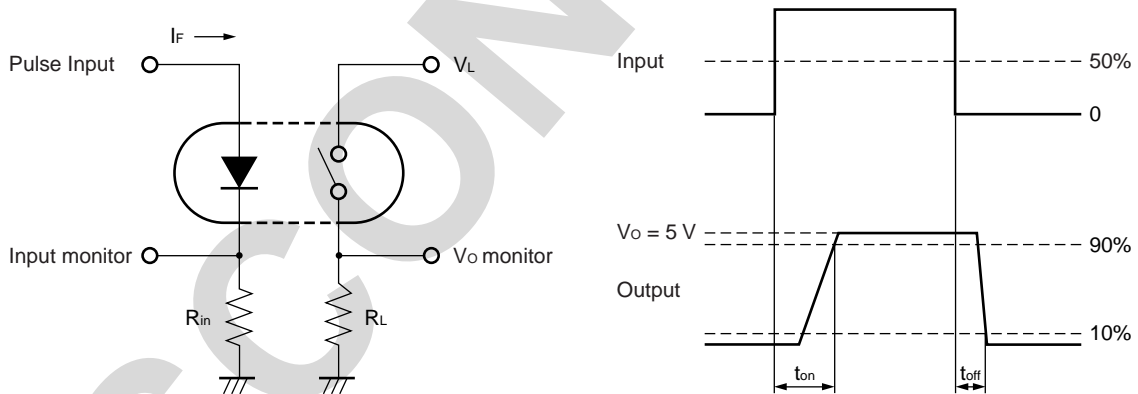 IF
Pulse Input
VL
Input monitor
VO monitor
Rin
RL
Input
50%
0
VO = 5 V
90%
Output
10%
ton
toff